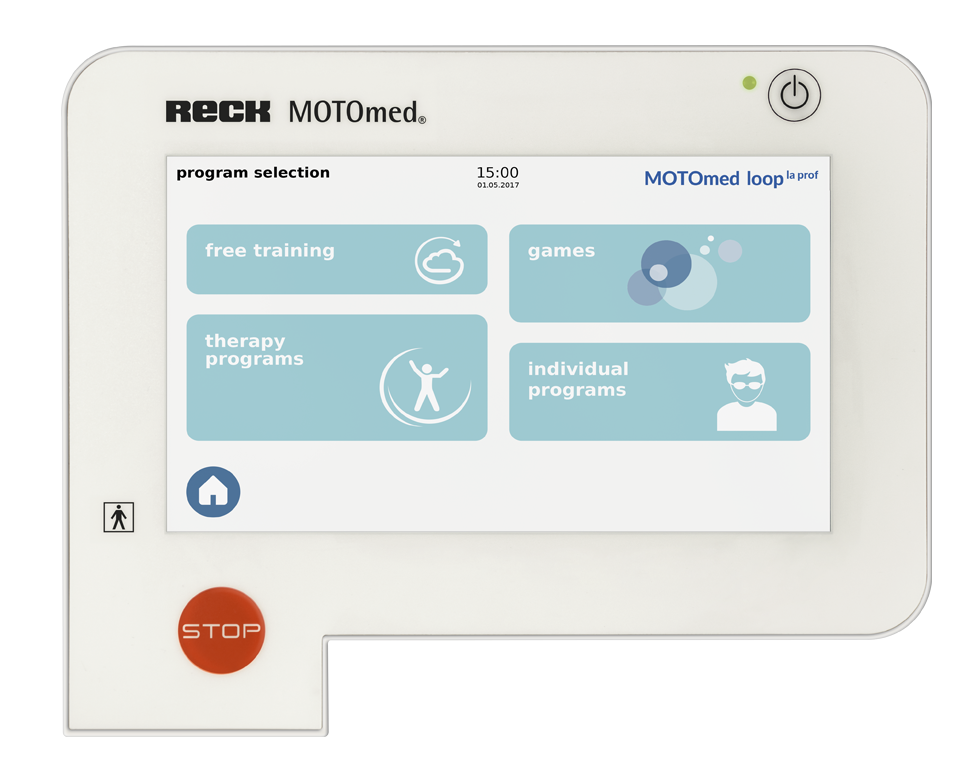 RECK MOTOmed®
program selection
15:00
01.05.2017
MOTOmed loop la prof
free training
games
therapy
programs
individual
programs
STOP